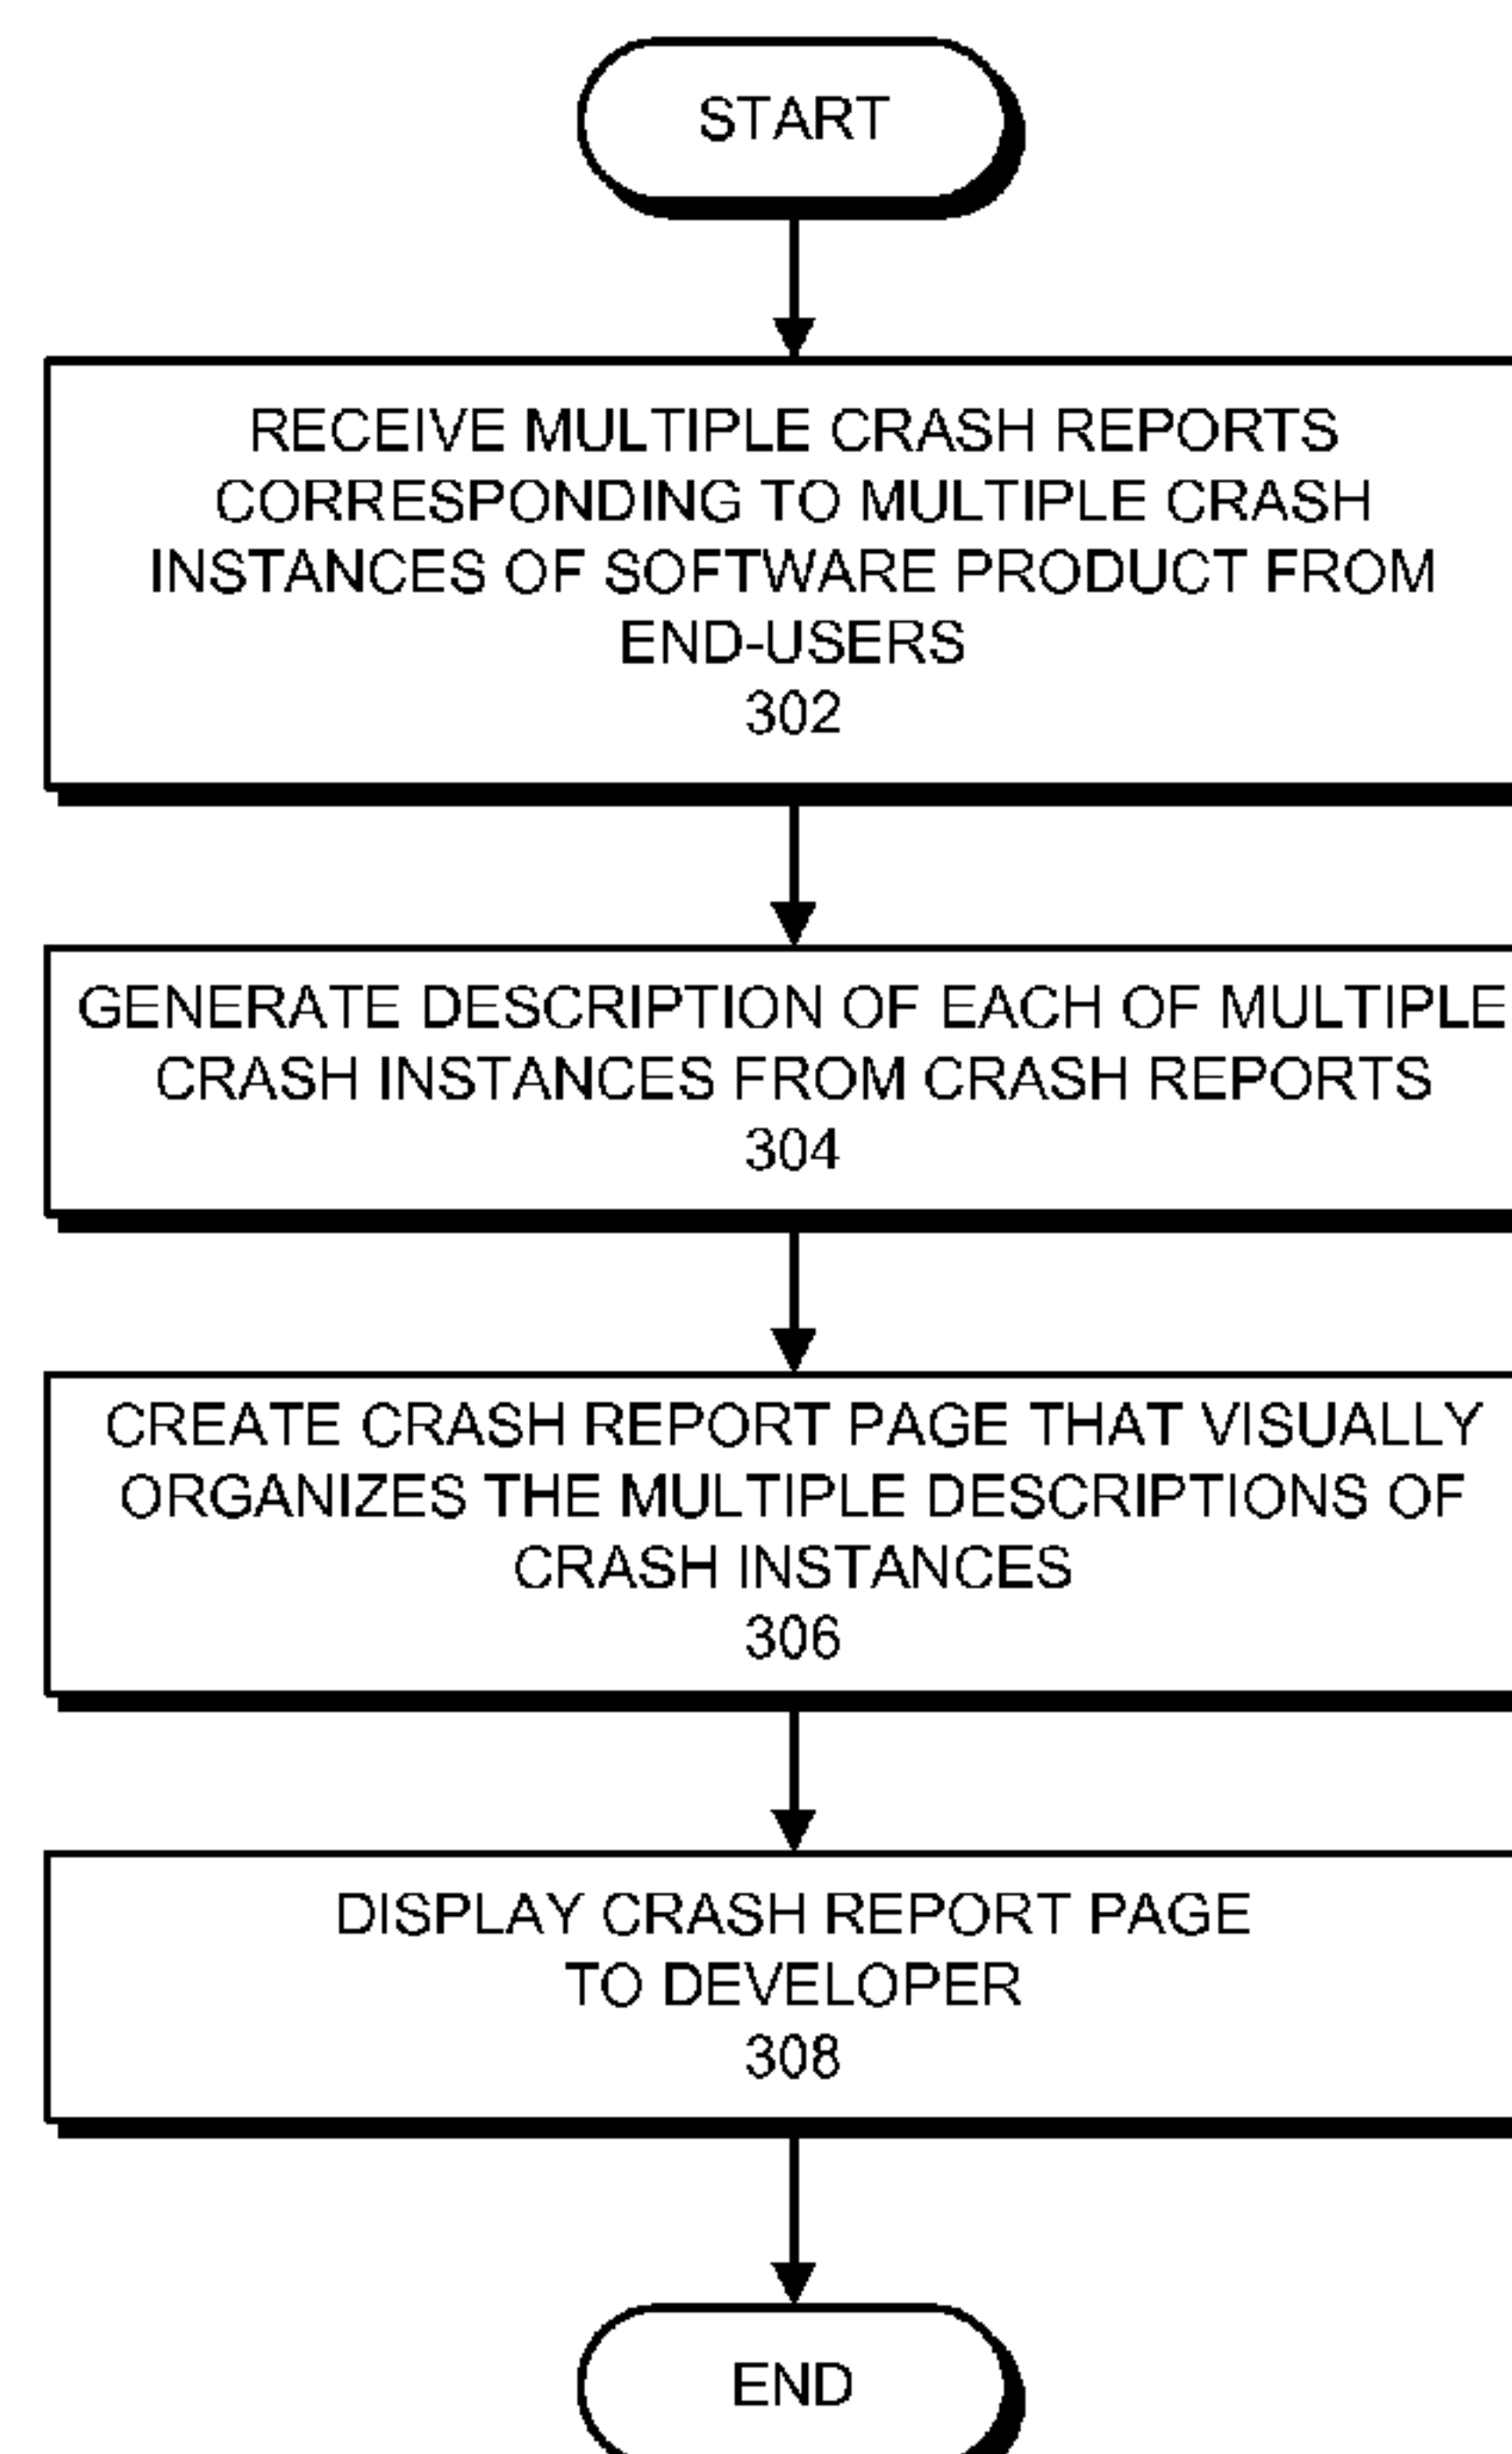 START
RECEIVE MULTIPLE CRASH REPORTS
CORRESPONDING TO MULTIPLE CRASH
INSTANCES OF SOFTWARE PRODUCT FROM
END-USERS
302
GENERATE DESCRIPTION OF EACH OF MULTIPLE
CRASH INSTANCES FROM CRASH REPORTS
304
CREATE CRASH REPORT PAGE THAT VISUALLY
ORGANIZES THE MULTIPLE DESCRIPTIONS OF
CRASH INSTANCES
306
DISPLAY CRASH REPORT PAGE
TO DEVELOPER
308
END